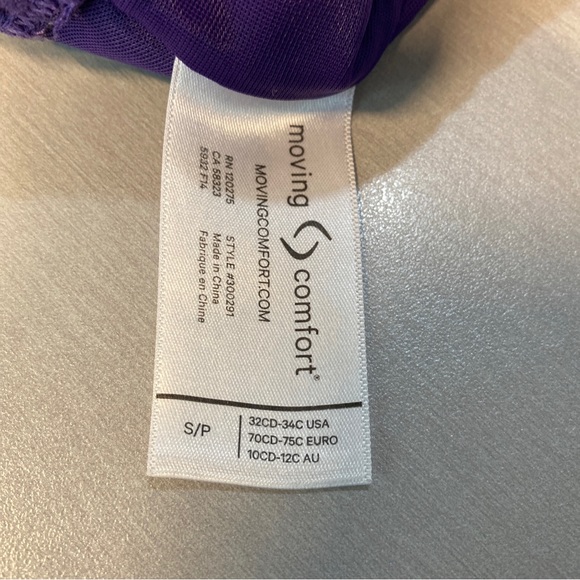 moving comfort®
MOVINGCOMFORT.COM
RN 120275
CA 58323
5932 F14
STYLE #300291
Made in China
Fabriqué en Chine
S/P
32CD-34C USA
70CD-75C EURO
10CD-12C AU